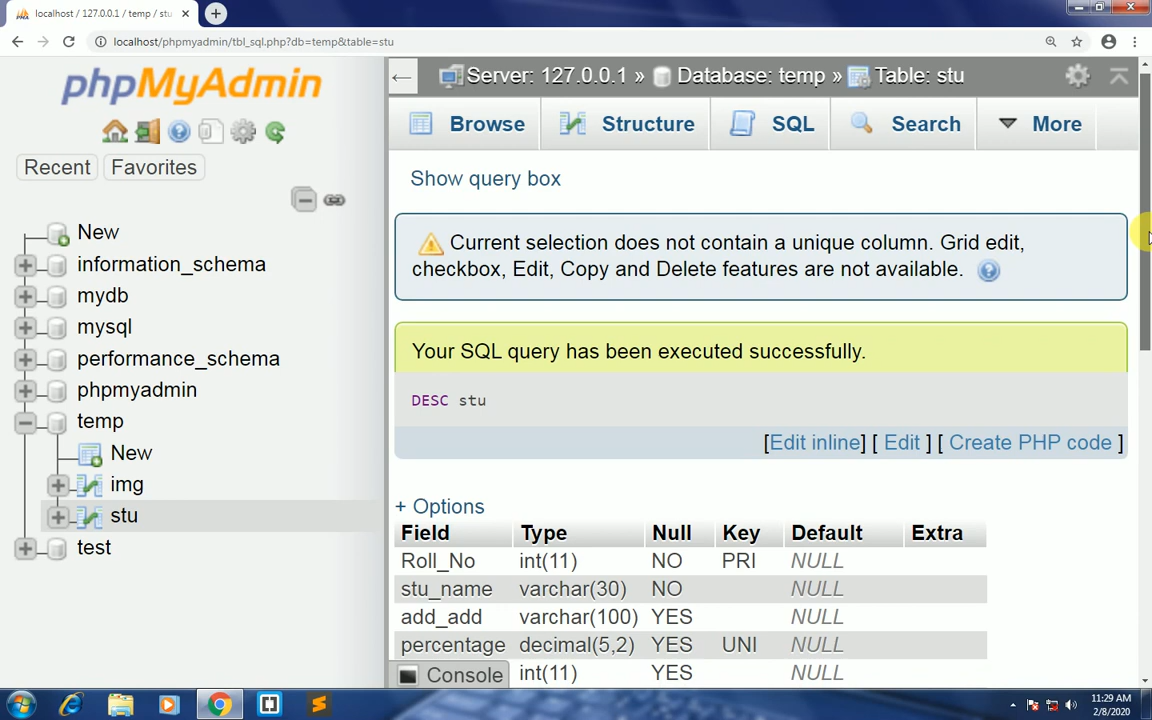 localhost / 127.0.0.1 / temp / stu
localhost/phpmyadmin/tbl_sql.php?db=temp&table=stu
phpMyAdmin
Recent
Favorites
New
information_schema
mydb
mysql
performance_schema
phpmyadmin
temp
New
img
stu
test
Server: 127.0.0.1 » Database: temp » Table: stu
Browse Structure SQL Search More
Show query box
Current selection does not contain a unique column. Grid edit,
checkbox, Edit, Copy and Delete features are not available.
Your SQL query has been executed successfully.
DESC stu
[Edit inline] [ Edit ] [ Create PHP code ]
+ Options
Field Type Null Key Default Extra
Roll_No int(11) NO PRI NULL
stu_name varchar(30) NO NULL
add_add varchar(100) YES NULL
percentage decimal(5,2) YES UNI NULL
int(11) YES NULL
Console
11:29 AM
2/8/2020